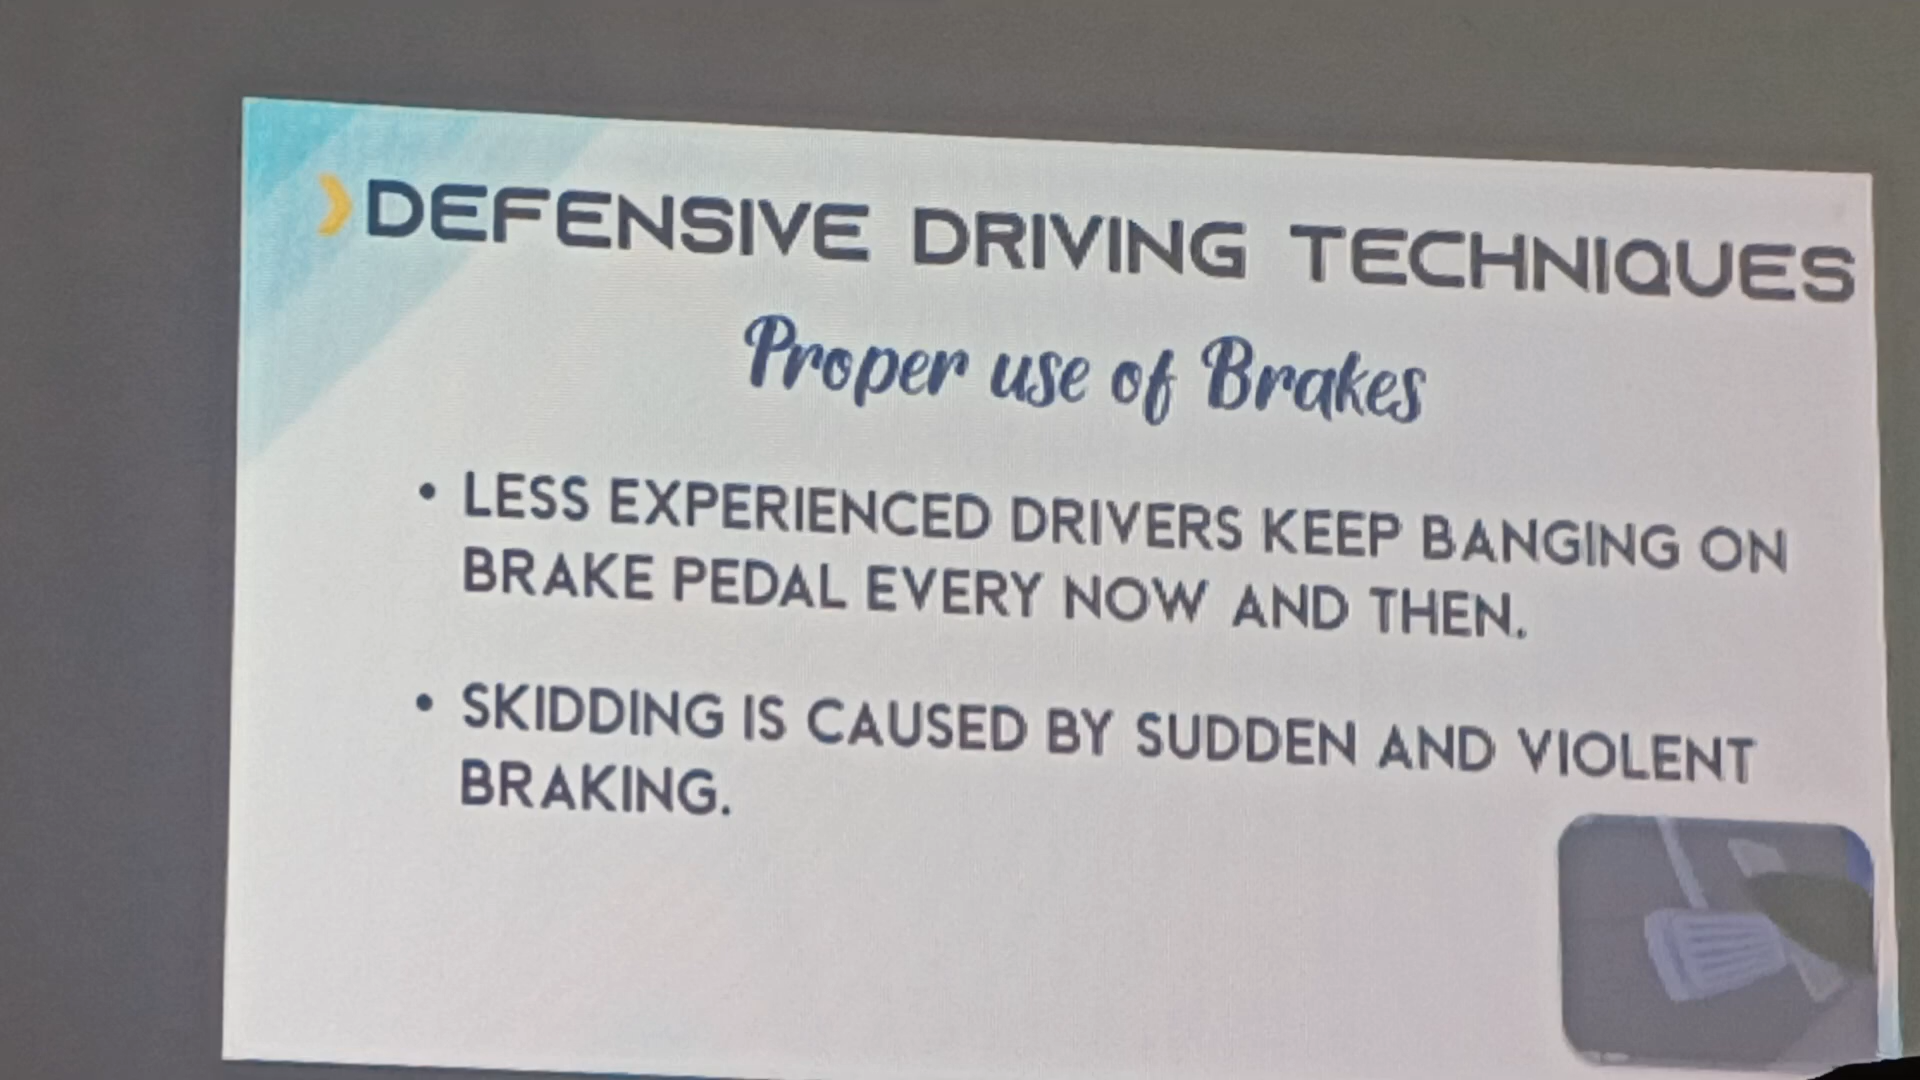 DEFENSIVE DRIVING TECHNIQUES
Proper use of Brakes
• LESS EXPERIENCED DRIVERS KEEP BANGING ON
BRAKE PEDAL EVERY NOW AND THEN.
• SKIDDING IS CAUSED BY SUDDEN AND VIOLENT
BRAKING.